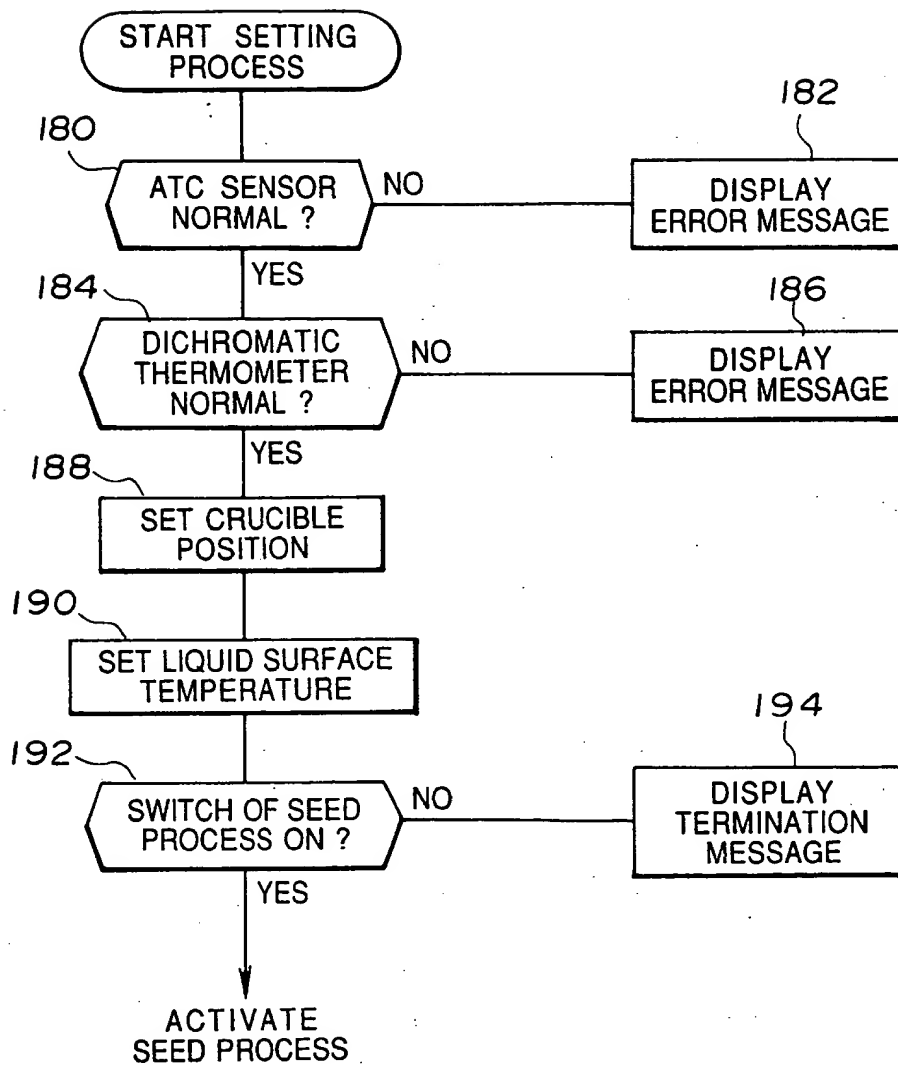 START SETTING
PROCESS
180
182
ATC SENSOR
NORMAL ?
NO
DISPLAY
ERROR MESSAGE
YES
184
186
DICHROMATIC
THERMOMETER
NORMAL ?
NO
DISPLAY
ERROR MESSAGE
YES
188
SET CRUCIBLE
POSITION
190
SET LIQUID SURFACE
TEMPERATURE
192
194
SWITCH OF SEED
PROCESS ON ?
NO
DISPLAY
TERMINATION
MESSAGE
YES
ACTIVATE
SEED PROCESS